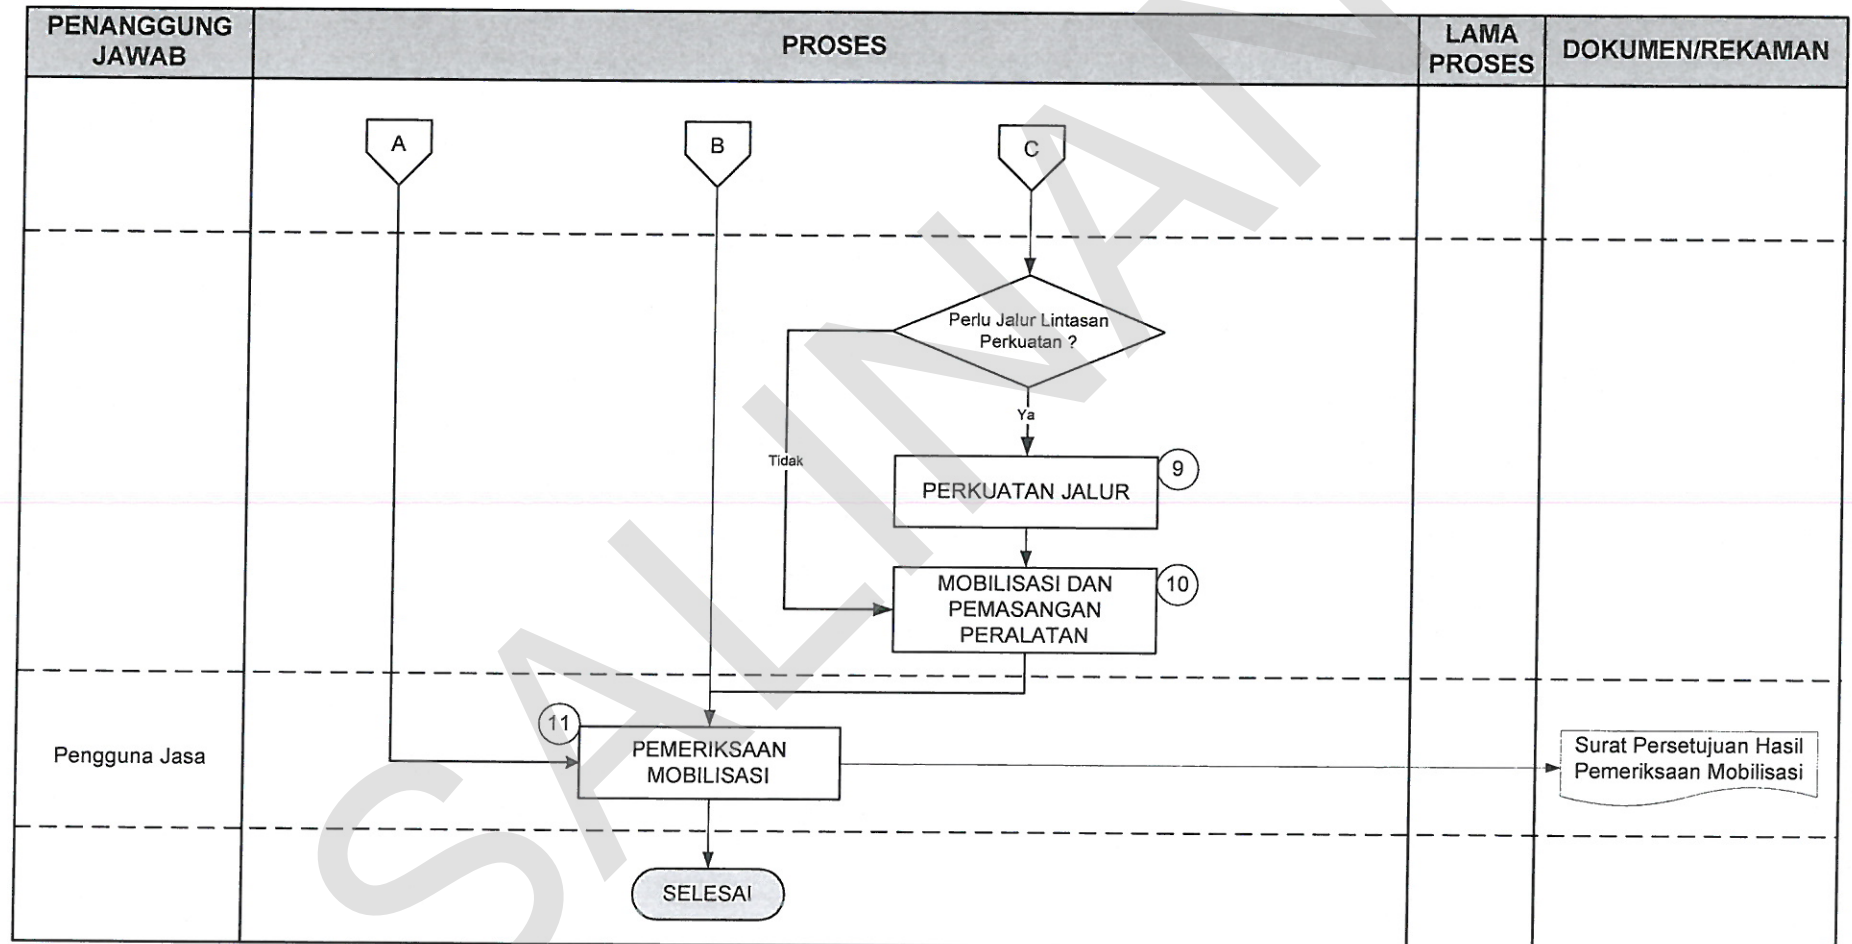 PENANGGUNG
JAWAB
PROSES
LAMA
PROSES
DOKUMEN/REKAMAN
A
B
C
Perlu Jalur Lintasan
Perkuatan ?
Ya
Tidak
9
PERKUATAN JALUR
10
MOBILISASI DAN
PEMASANGAN
PERALATAN
Pengguna Jasa
11
PEMERIKSAAN
MOBILISASI
Surat Persetujuan Hasil
Pemeriksaan Mobilisasi
SELESAI
SALINAN